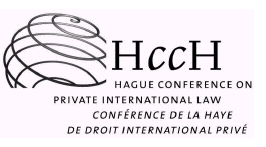 HccH
HAGUE CONFERENCE ON
PRIVATE INTERNATIONAL LAW
CONFÉRENCE DE LA HAYE
DE DROIT INTERNATIONAL PRIVÉ